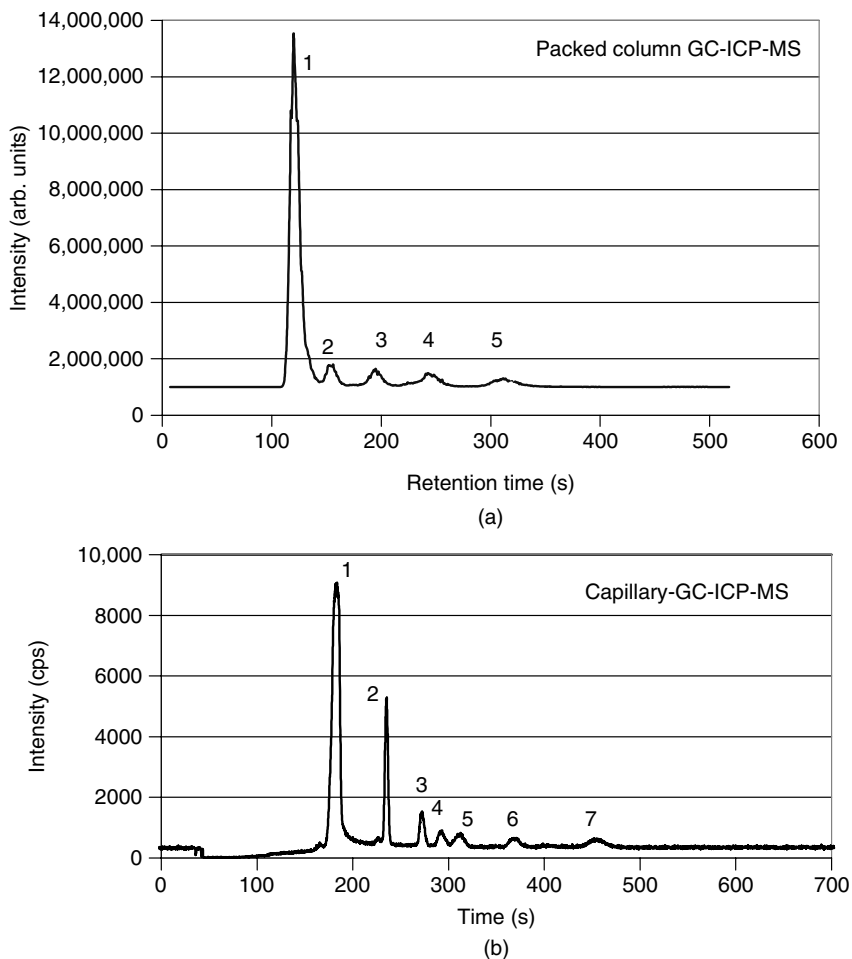 14,000,000
12,000,000
10,000,000
8,000,000
6,000,000
4,000,000
2,000,000
0
Intensity (arb. units)
Packed column GC-ICP-MS
1
2
3
4
5
0 100 200 300 400 500 600
Retention time (s)
(a)
10,000
8000
6000
4000
2000
0
Intensity (cps)
Capillary-GC-ICP-MS
1
2
3
4
5
6
7
0 100 200 300 400 500 600 700
Time (s)
(b)